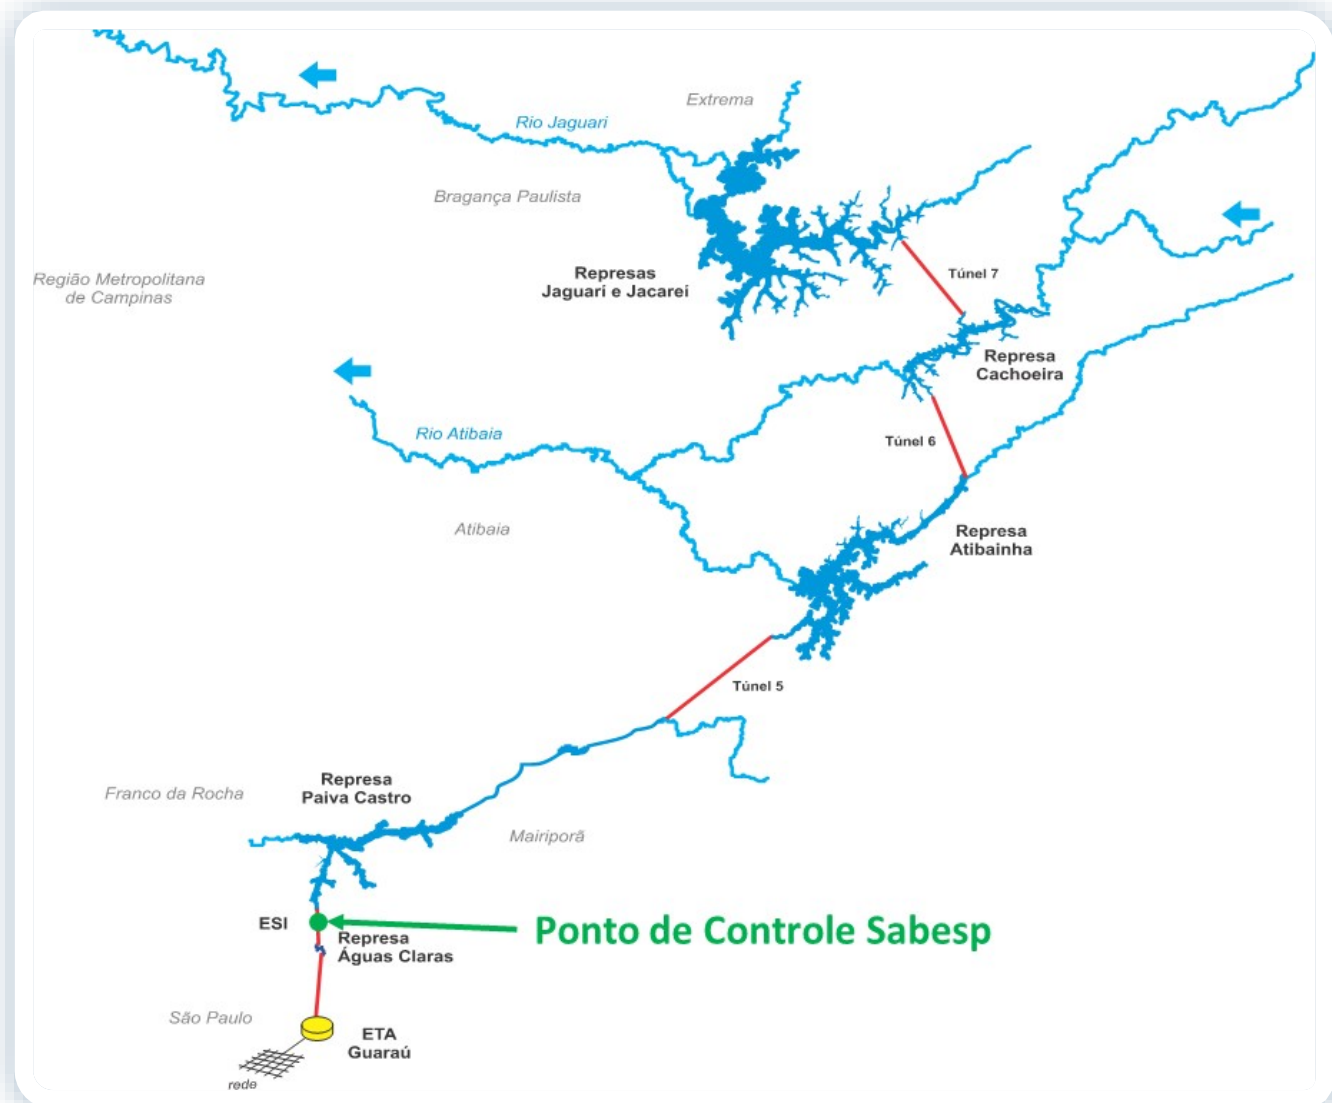 Extrema
Rio Jaguari
Bragança Paulista
Região Metropolitana
de Campinas
Represas
Jaguari e Jacareí
Túnel 7
Represa
Cachoeira
Rio Atibaia
Túnel 6
Atibaia
Represa
Atibainha
Túnel 5
Represa
Paiva Castro
Franco da Rocha
Mairiporã
ESI
Ponto de Controle Sabesp
Represa
Águas Claras
São Paulo
ETA
Guaraú
rede